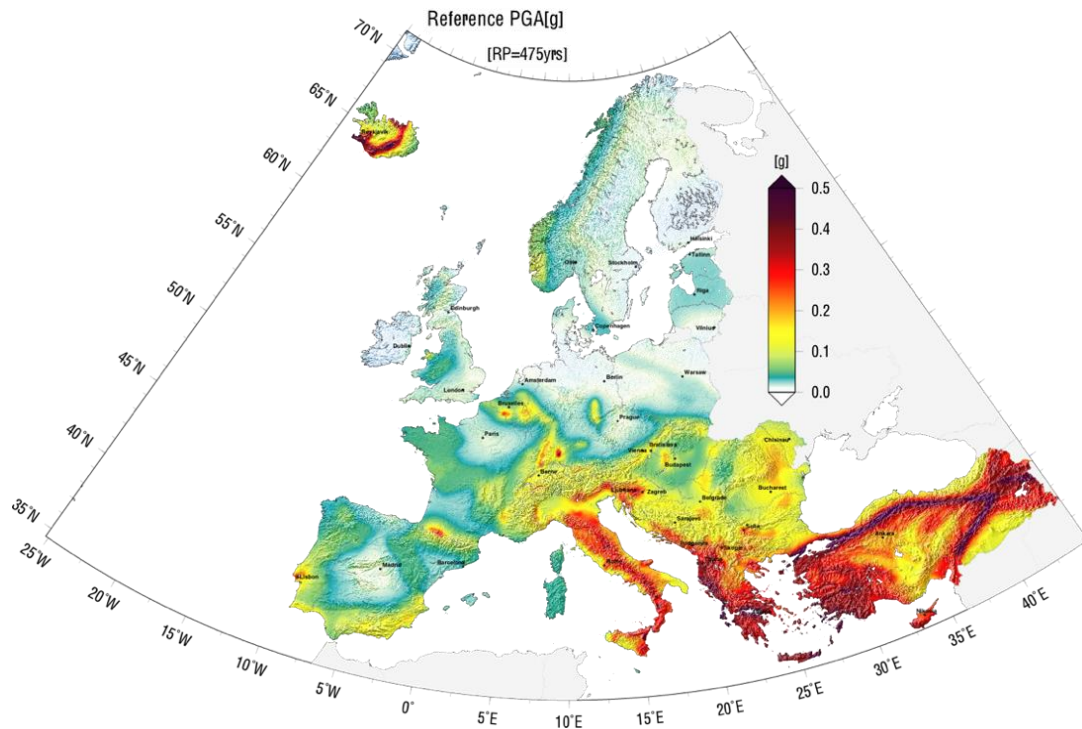 Reference PGA[g]
[RP=475yrs]
70°N
65°N
60°N
55°N
50°N
45°N
40°N
35°N
25°W
20°W
15°W
10°W
5°W
0°
5°E
10°E
15°E
20°E
25°E
30°E
35°E
40°E
[g]
0.5
0.4
0.3
0.2
0.1
0.0
Reykjavik
Helsinki
Tallinn
Stockholm
Oslo
Riga
Edinburgh
Copenhagen
Vilnius
Dublin
London
Amsterdam
Berlin
Warsaw
Bruxelles
Prague
Paris
Bratislava
Vienna
Budapest
Chisinau
Berne
Zagreb
Belgrade
Bucharest
Sarajevo
Sofia
Madrid
Barcelona
Lisbon
Ankara